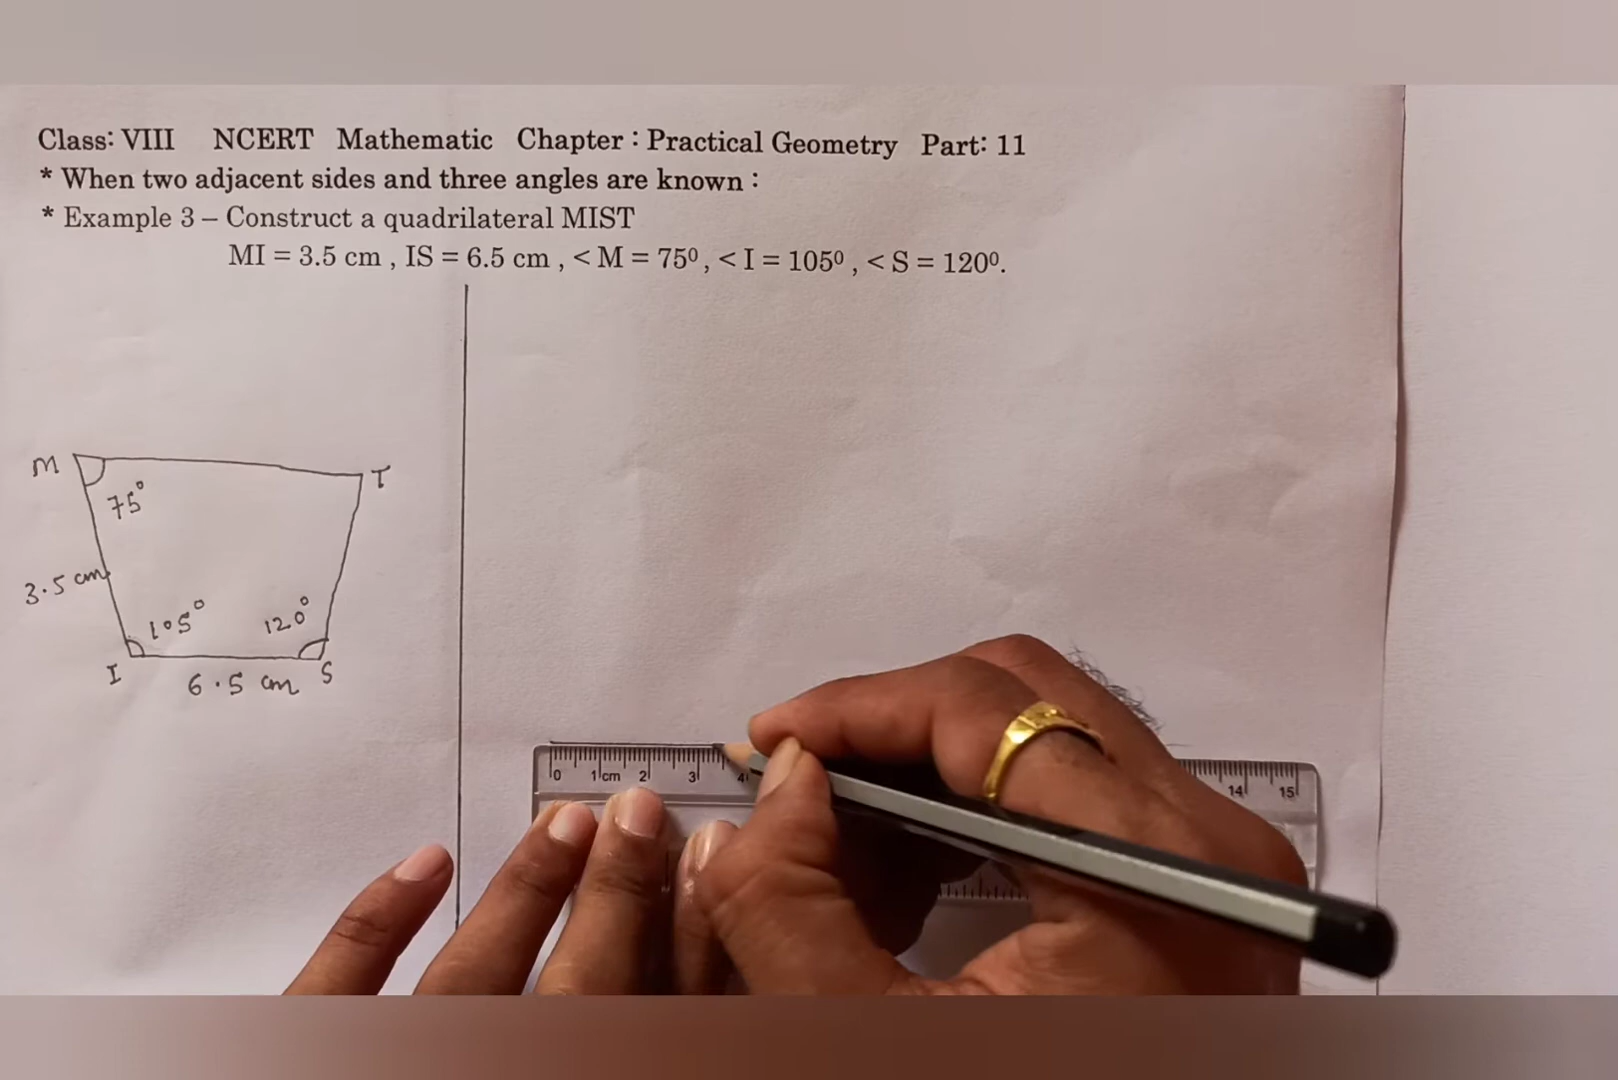 Class: VIII NCERT Mathematic Chapter : Practical Geometry Part: 11
* When two adjacent sides and three angles are known :
* Example 3 – Construct a quadrilateral MIST
MI = 3.5 cm , IS = 6.5 cm , < M = 75⁰ , < I = 105⁰ , < S = 120⁰.
M
T
75°
3.5 cm
105°
120°
I
6.5 cm
S
0 1 cm 2 3 4 14 15